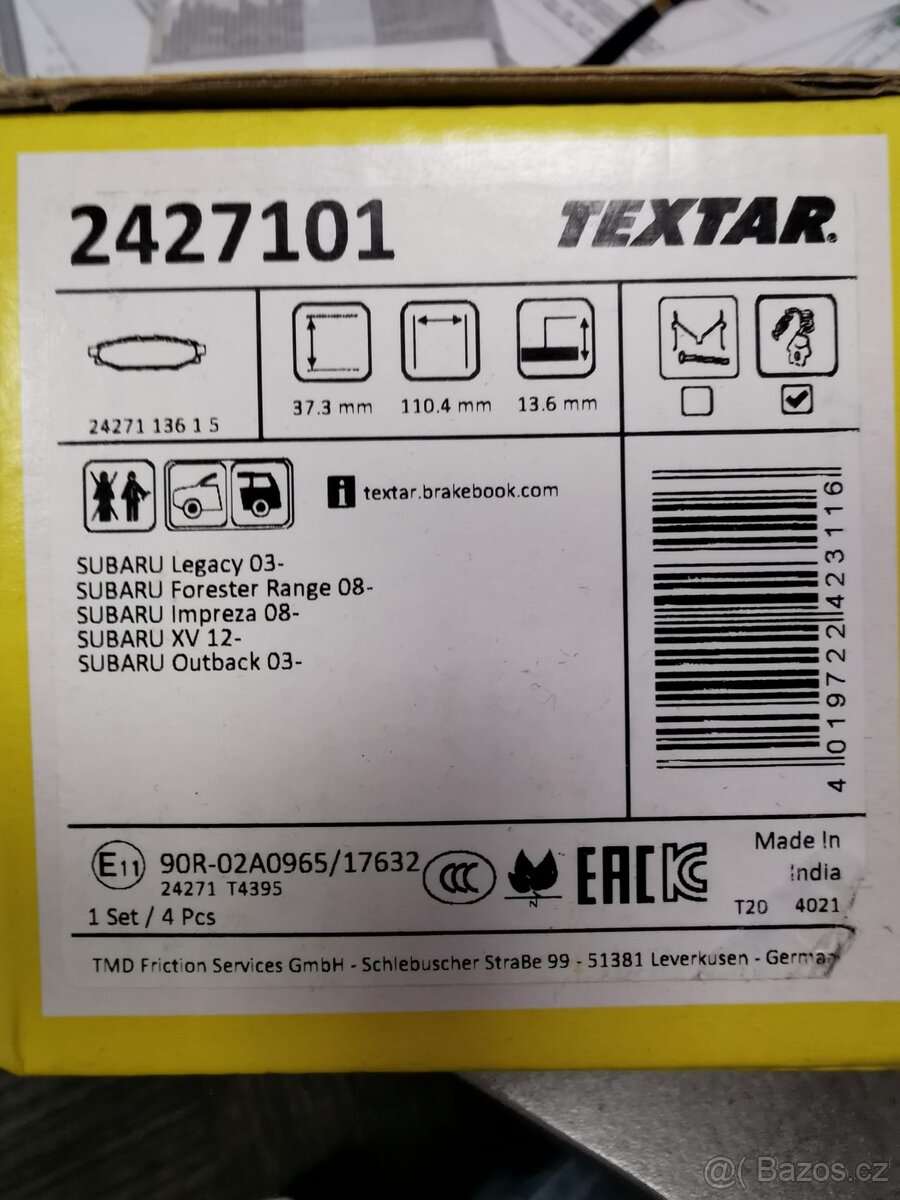 2427101
TEXTAR
37.3 mm 110.4 mm 13.6 mm
24271 136 1 5
i textar.brakebook.com
SUBARU Legacy 03-
SUBARU Forester Range 08-
SUBARU Impreza 08-
SUBARU XV 12-
SUBARU Outback 03-
4 019722 423116
E11 90R-02A0965/17632 CCC N EAC KC
24271 T4395
1 Set / 4 Pcs
Made In
India
T20 4021
TMD Friction Services GmbH - Schlebuscher StraBe 99 - 51381 Leverkusen - German
@( Bazos.cz